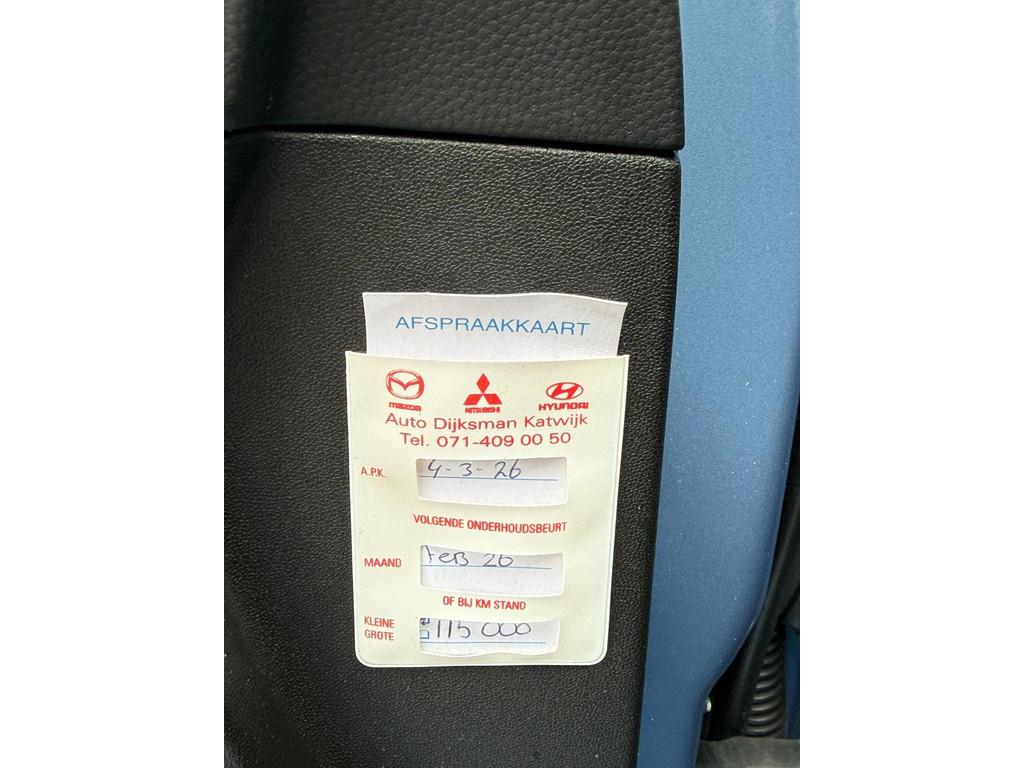 AFSPRAAKKAART
mazda
MITSUBISHI
HYUNDAI
Auto Dijksman Katwijk
Tel. 071-409 00 50
A.P.K. 4-3-26
VOLGENDE ONDERHOUDSBEURT
MAAND FEB 26
OF BIJ KM STAND
KLEINE
GROTE 115 000